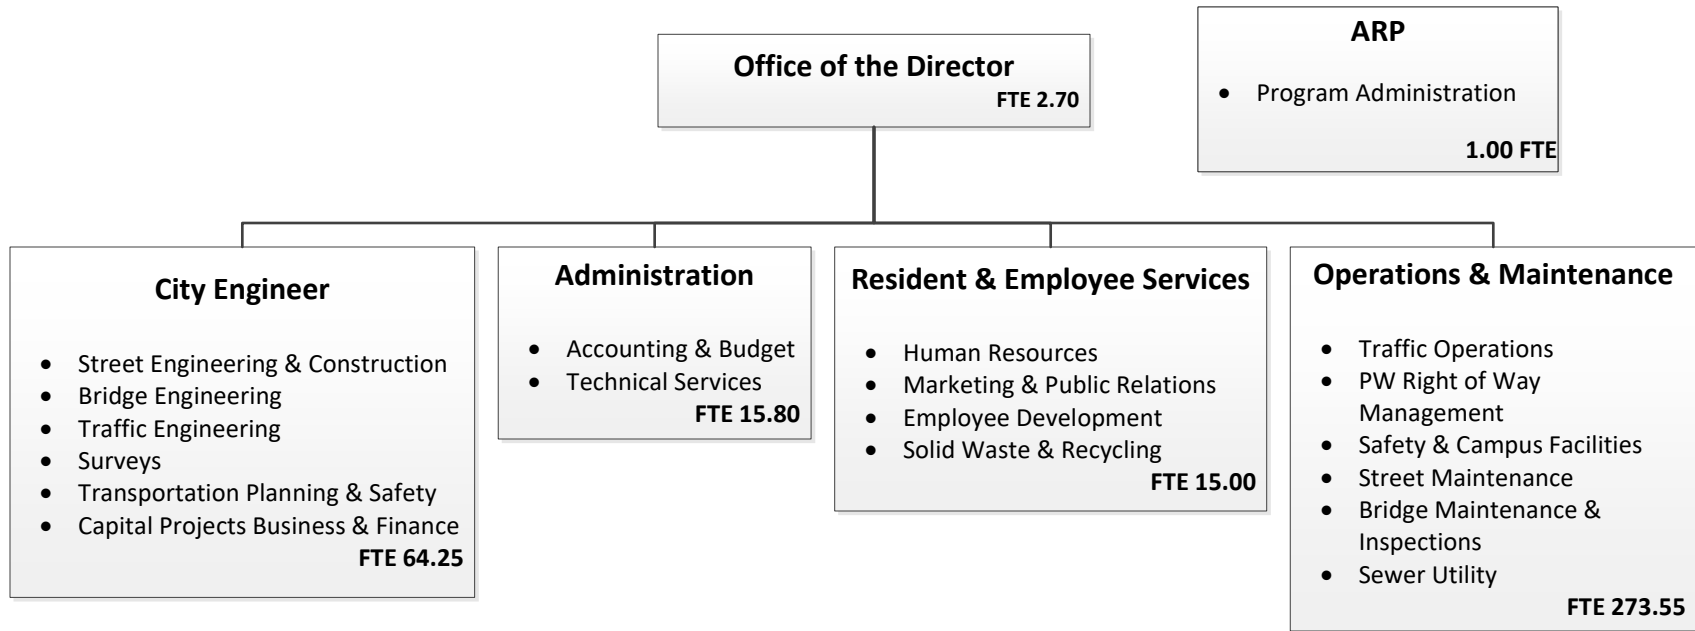 Office of the Director
FTE 2.70
ARP
• Program Administration
1.00 FTE
City Engineer
• Street Engineering & Construction
• Bridge Engineering
• Traffic Engineering
• Surveys
• Transportation Planning & Safety
• Capital Projects Business & Finance
FTE 64.25
Administration
• Accounting & Budget
• Technical Services
FTE 15.80
Resident & Employee Services
• Human Resources
• Marketing & Public Relations
• Employee Development
• Solid Waste & Recycling
FTE 15.00
Operations & Maintenance
• Traffic Operations
• PW Right of Way
Management
• Safety & Campus Facilities
• Street Maintenance
• Bridge Maintenance &
Inspections
• Sewer Utility
FTE 273.55